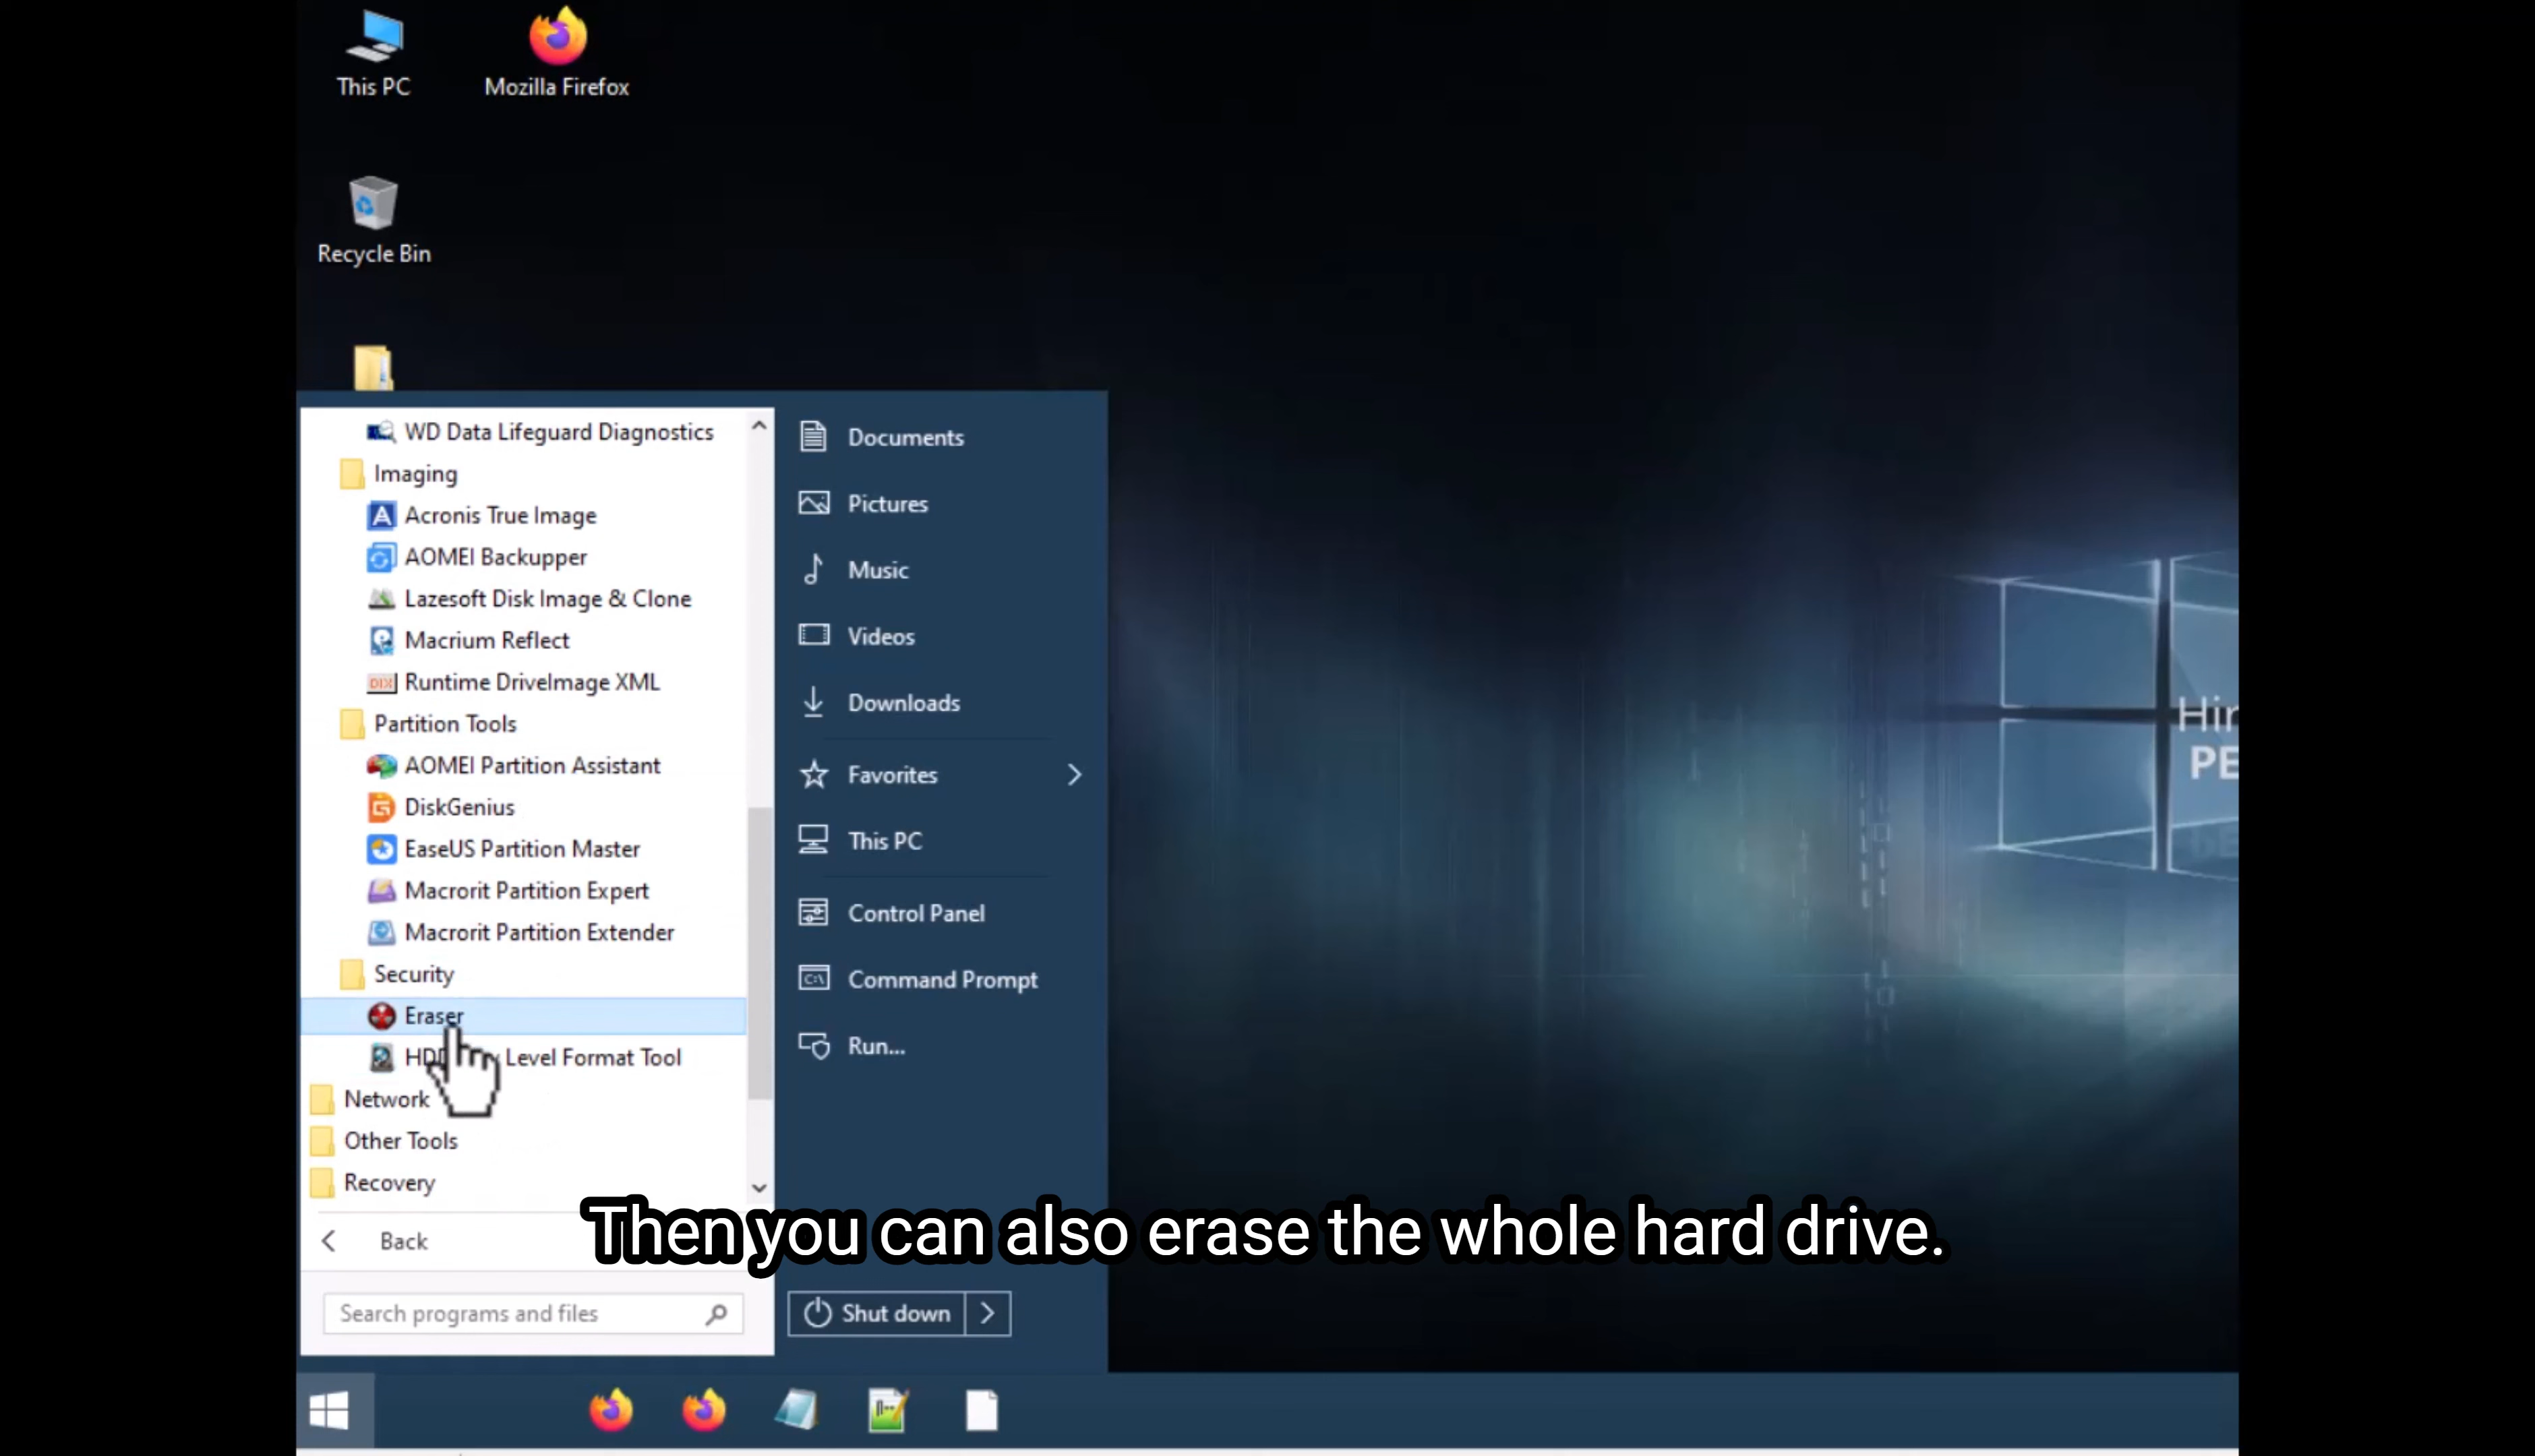 This PC
Mozilla Firefox
Recycle Bin
WD Data Lifeguard Diagnostics
Imaging
Acronis True Image
AOMEI Backupper
Lazesoft Disk Image & Clone
Macrium Reflect
DIX
Runtime DriveImage XML
Partition Tools
AOMEI Partition Assistant
DiskGenius
EaseUS Partition Master
Macrorit Partition Expert
Macrorit Partition Extender
Security
Eraser
HDD Level Format Tool
Network
Other Tools
Recovery
Back
Search programs and files
Documents
Pictures
Music
Videos
Downloads
Favorites
This PC
Control Panel
C:\
Command Prompt
Run...
Shut down
Hir
PE
Then you can also erase the whole hard drive.